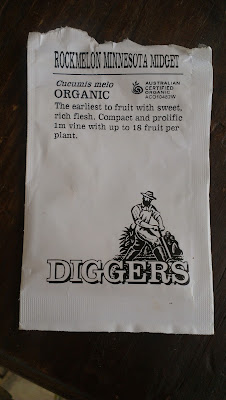 ROCKMELON MINNESOTA MIDGET
Cucumis melo
ORGANIC
AUSTRALIAN
CERTIFIED
ORGANIC
The earliest to fruit with sweet,
rich flesh. Compact and prolific
1m vine with up to 18 fruit per
plant.
DIGGERS